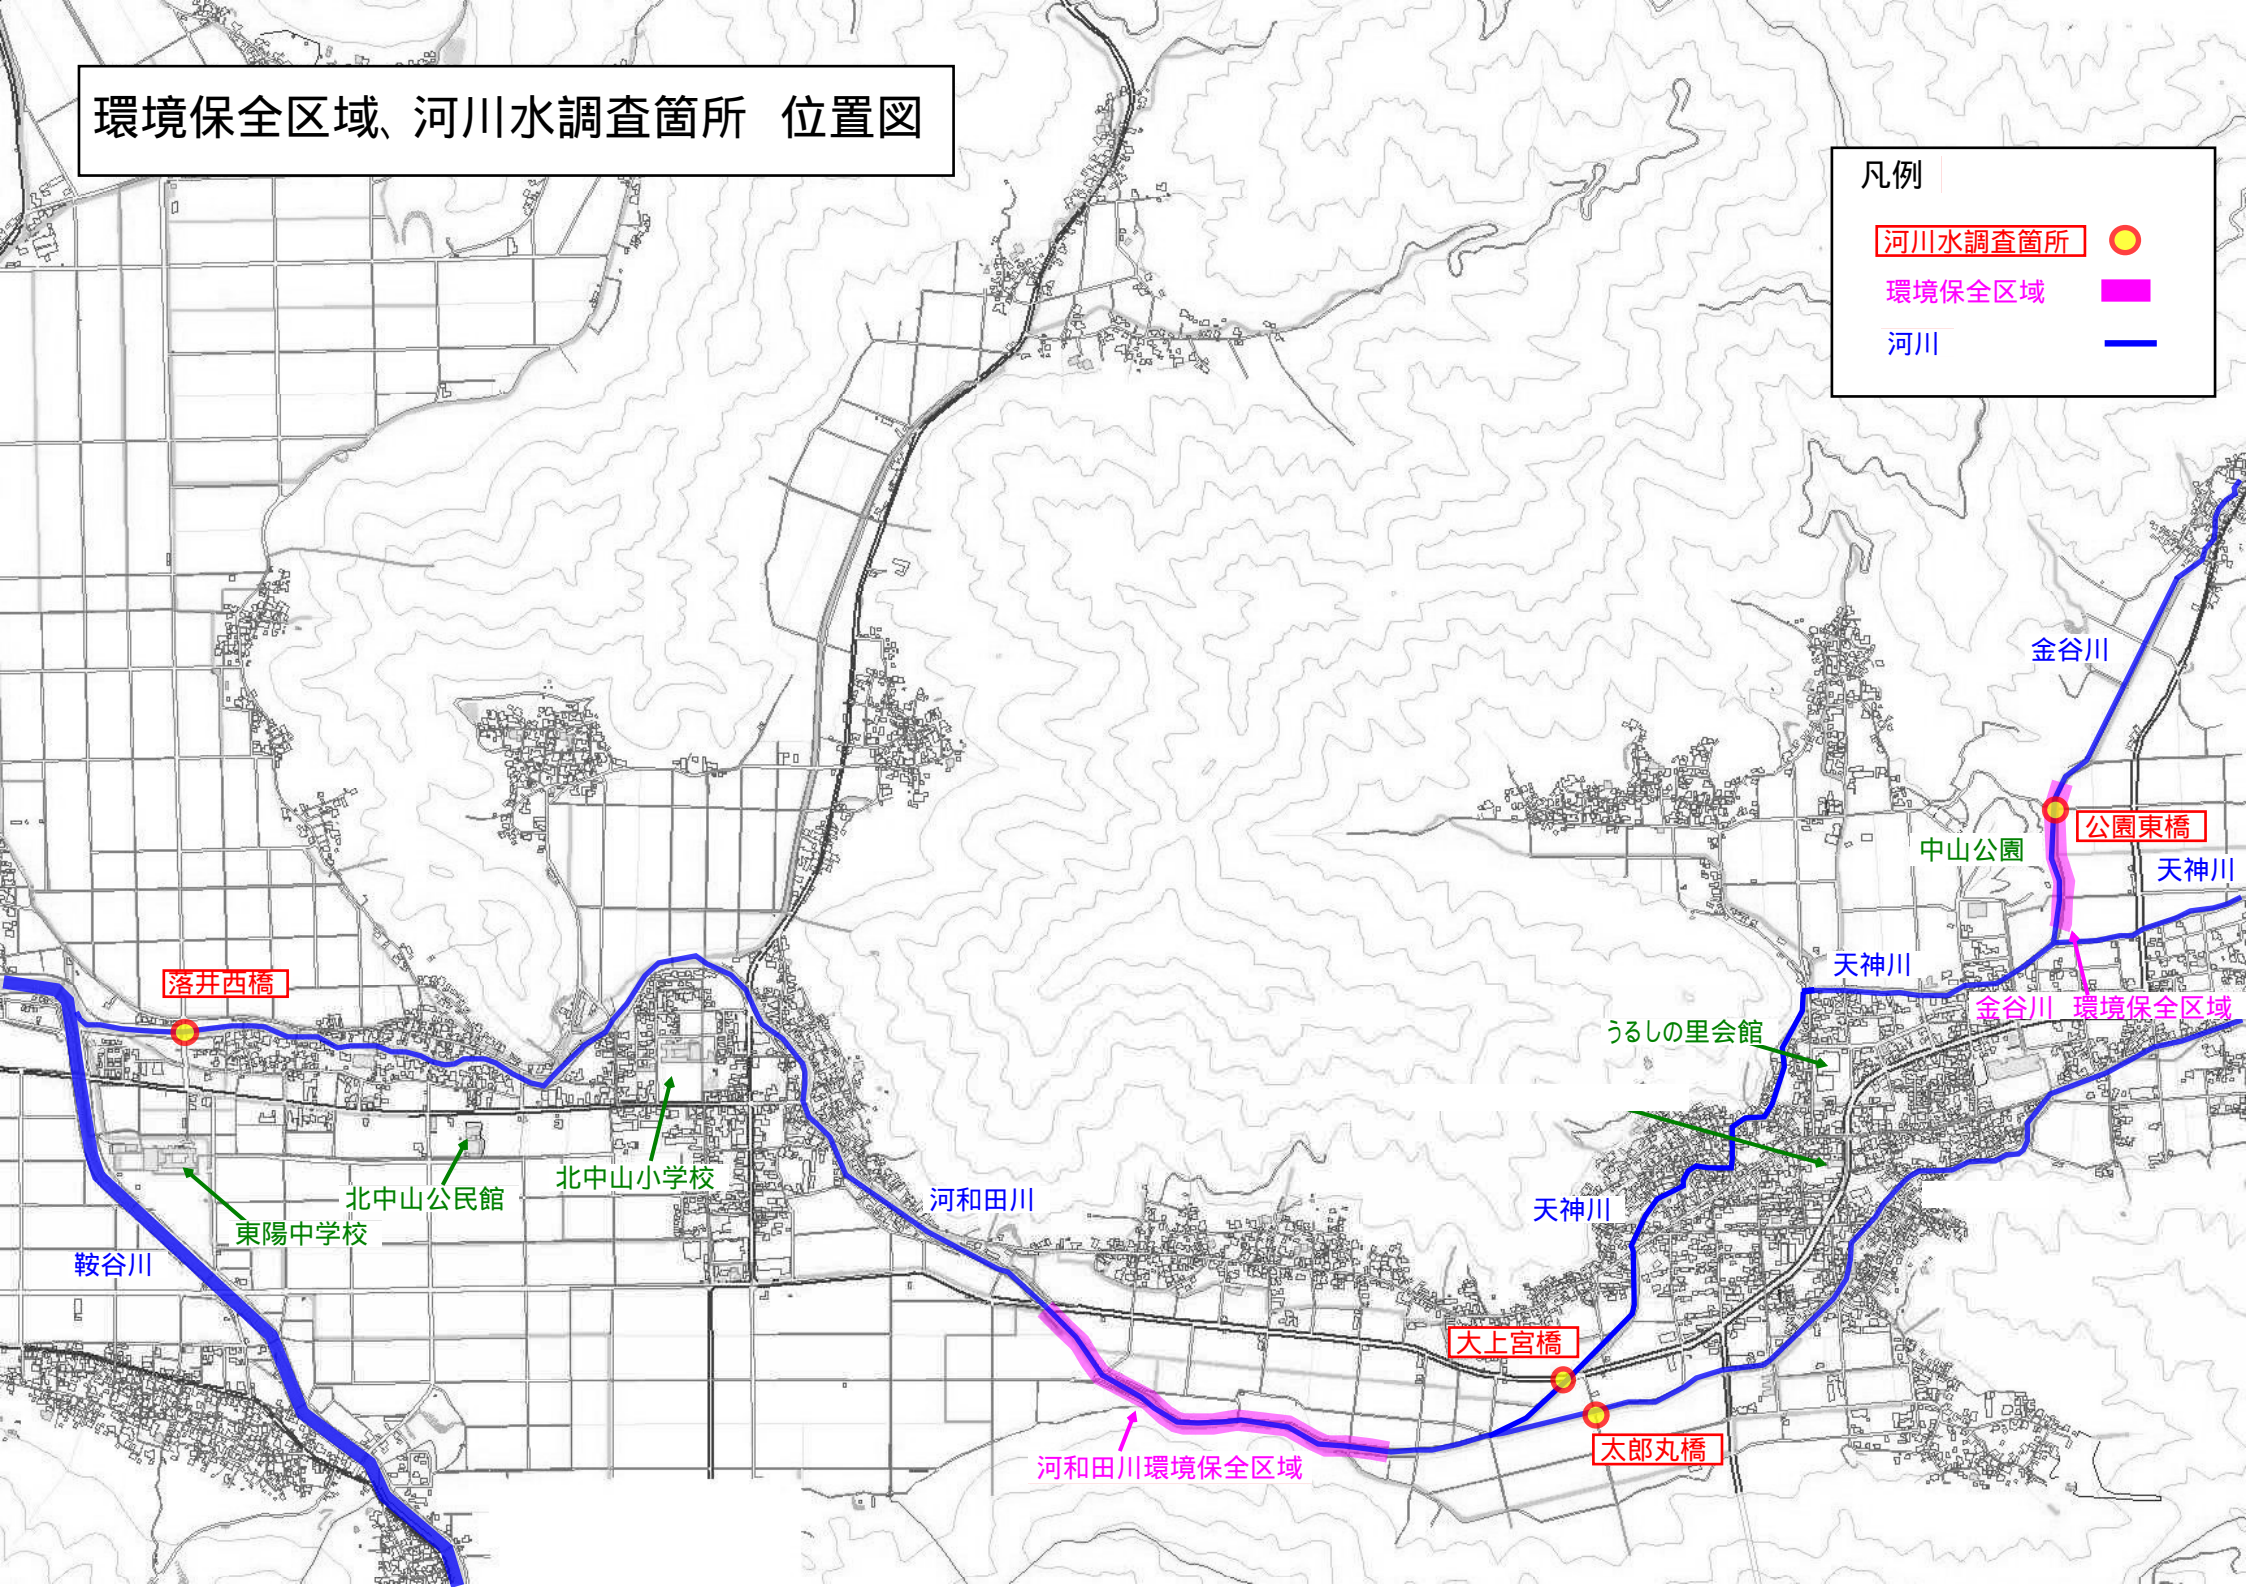 環境保全区域、河川水調査箇所　位置図
凡例
河川水調査箇所
環境保全区域
河川
金谷川
公園東橋
中山公園
天神川
天神川
落井西橋
金谷川　環境保全区域
うるしの里会館
北中山小学校
北中山公民館
河和田川
天神川
東陽中学校
鞍谷川
大上宮橋
太郎丸橋
河和田川環境保全区域